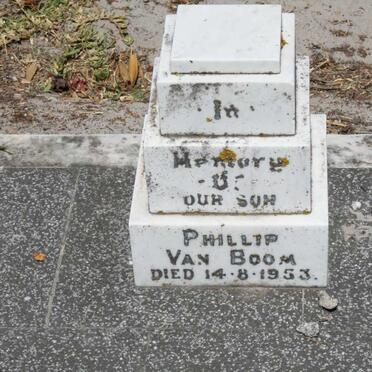 In
Memory
Of
OUR SON
PHILLIP
VAN BOOM
DIED 14·8·1953.